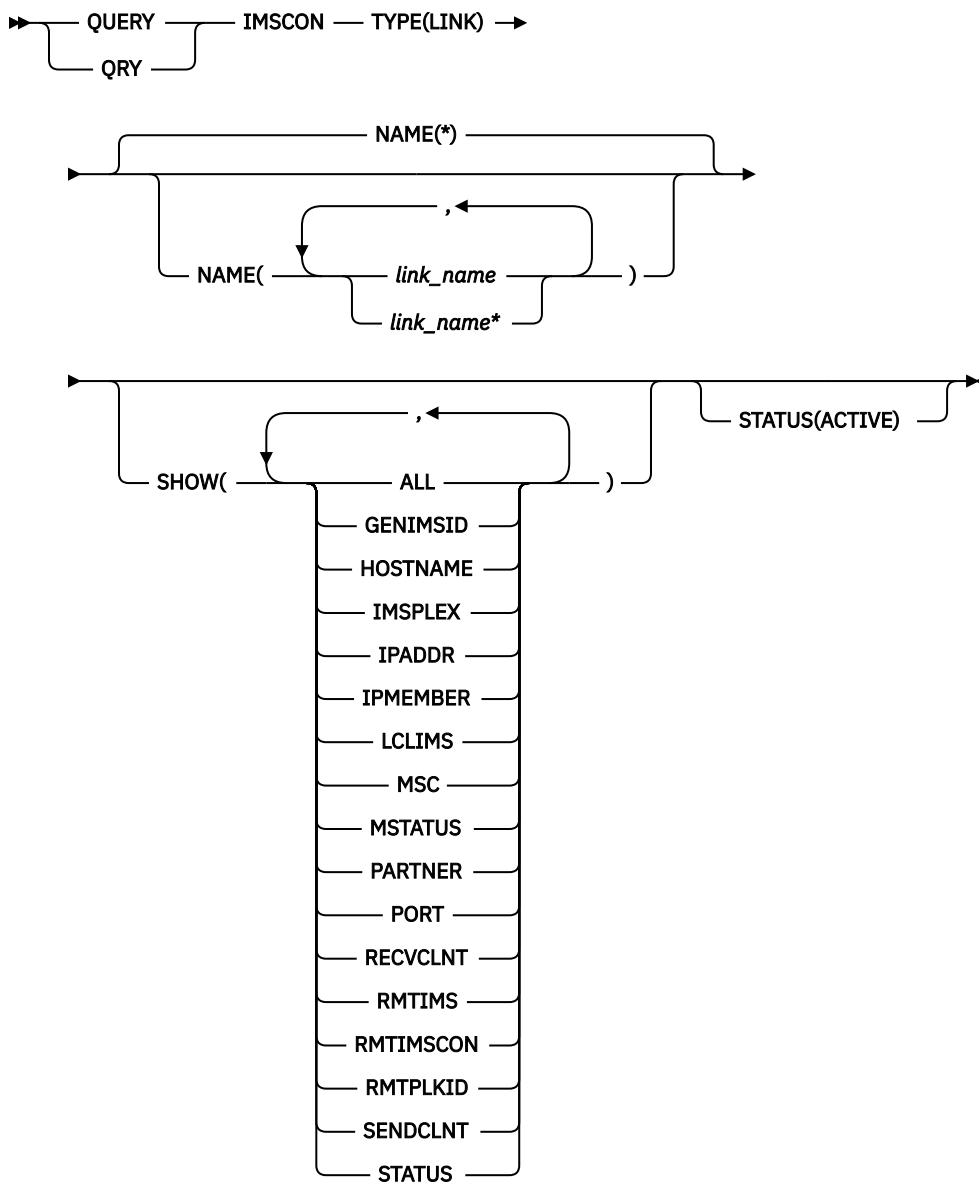 QUERY IMSCON TYPE(LINK)
QRY
NAME(*)
,
NAME( link_name )
link_name*
,
STATUS(ACTIVE)
SHOW( ALL )
GENIMSID
HOSTNAME
IMSPLEX
IPADDR
IPMEMBER
LCLIMS
MSC
MSTATUS
PARTNER
PORT
RECVCLNT
RMTIMS
RMTIMSCON
RMTPLKID
SENDCLNT
STATUS